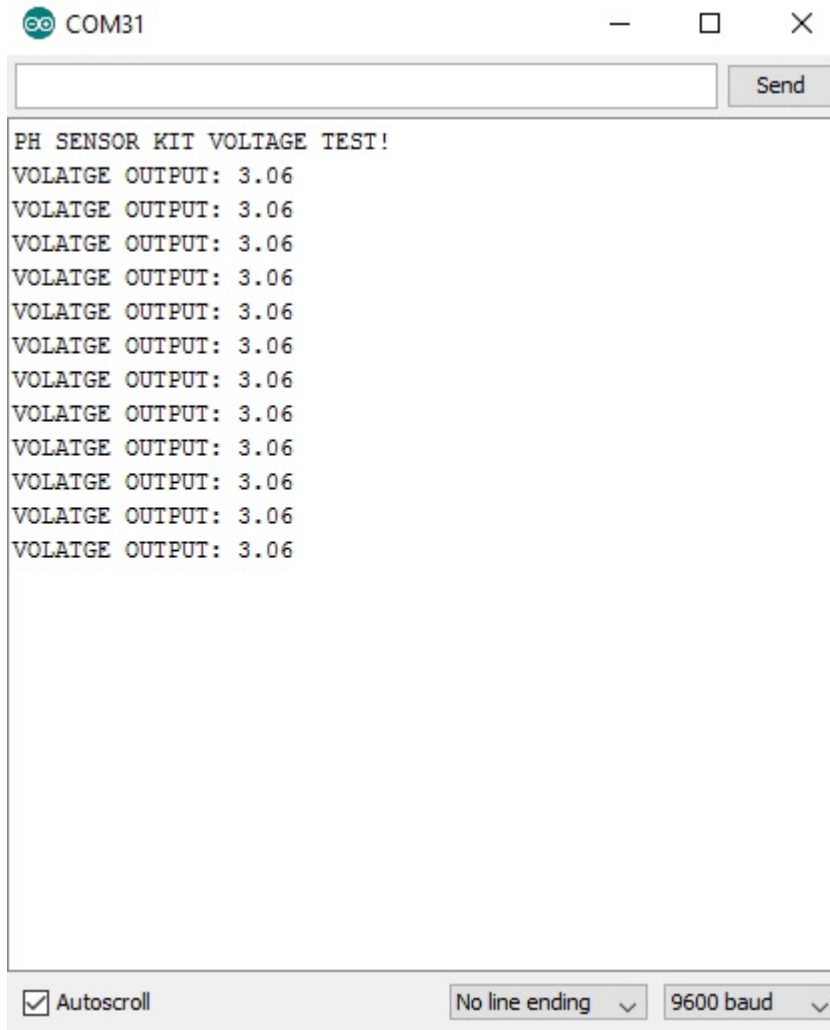 COM31
Send
PH SENSOR KIT VOLTAGE TEST!
VOLATGE OUTPUT: 3.06
VOLATGE OUTPUT: 3.06
VOLATGE OUTPUT: 3.06
VOLATGE OUTPUT: 3.06
VOLATGE OUTPUT: 3.06
VOLATGE OUTPUT: 3.06
VOLATGE OUTPUT: 3.06
VOLATGE OUTPUT: 3.06
VOLATGE OUTPUT: 3.06
VOLATGE OUTPUT: 3.06
VOLATGE OUTPUT: 3.06
VOLATGE OUTPUT: 3.06
Autoscroll No line ending 9600 baud